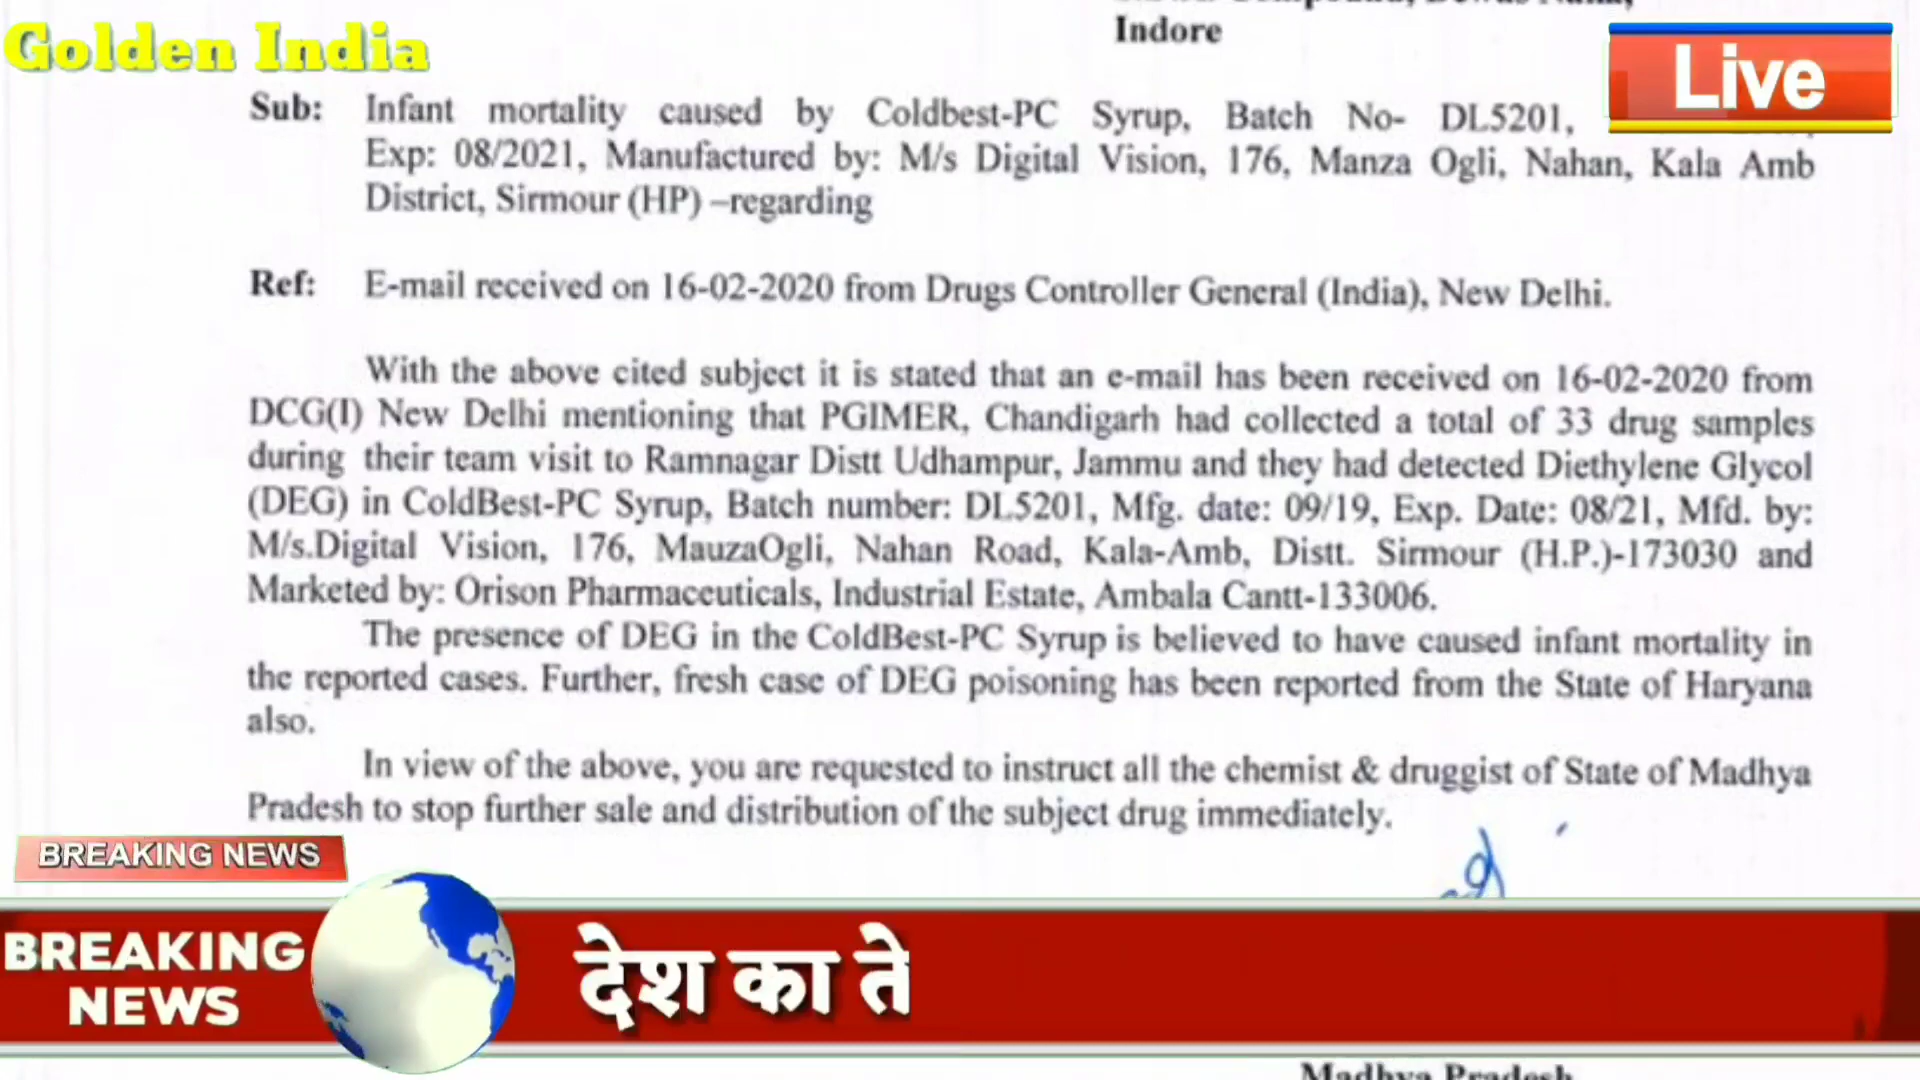 Golden India
Live
Indore
Sub: Infant mortality caused by Coldbest-PC Syrup, Batch No- DL5201,
Exp: 08/2021, Manufactured by: M/s Digital Vision, 176, Manza Ogli, Nahan, Kala Amb
District, Sirmour (HP) –regarding
Ref: E-mail received on 16-02-2020 from Drugs Controller General (India), New Delhi.
With the above cited subject it is stated that an e-mail has been received on 16-02-2020 from
DCG(I) New Delhi mentioning that PGIMER, Chandigarh had collected a total of 33 drug samples
during their team visit to Ramnagar Distt Udhampur, Jammu and they had detected Diethylene Glycol
(DEG) in ColdBest-PC Syrup, Batch number: DL5201, Mfg. date: 09/19, Exp. Date: 08/21, Mfd. by:
M/s.Digital Vision, 176, MauzaOgli, Nahan Road, Kala-Amb, Distt. Sirmour (H.P.)-173030 and
Marketed by: Orison Pharmaceuticals, Industrial Estate, Ambala Cantt-133006.
The presence of DEG in the ColdBest-PC Syrup is believed to have caused infant mortality in
the reported cases. Further, fresh case of DEG poisoning has been reported from the State of Haryana
also.
In view of the above, you are requested to instruct all the chemist & druggist of State of Madhya
Pradesh to stop further sale and distribution of the subject drug immediately.
BREAKING NEWS
BREAKING
NEWS
देश का ते
Madhya Pradesh